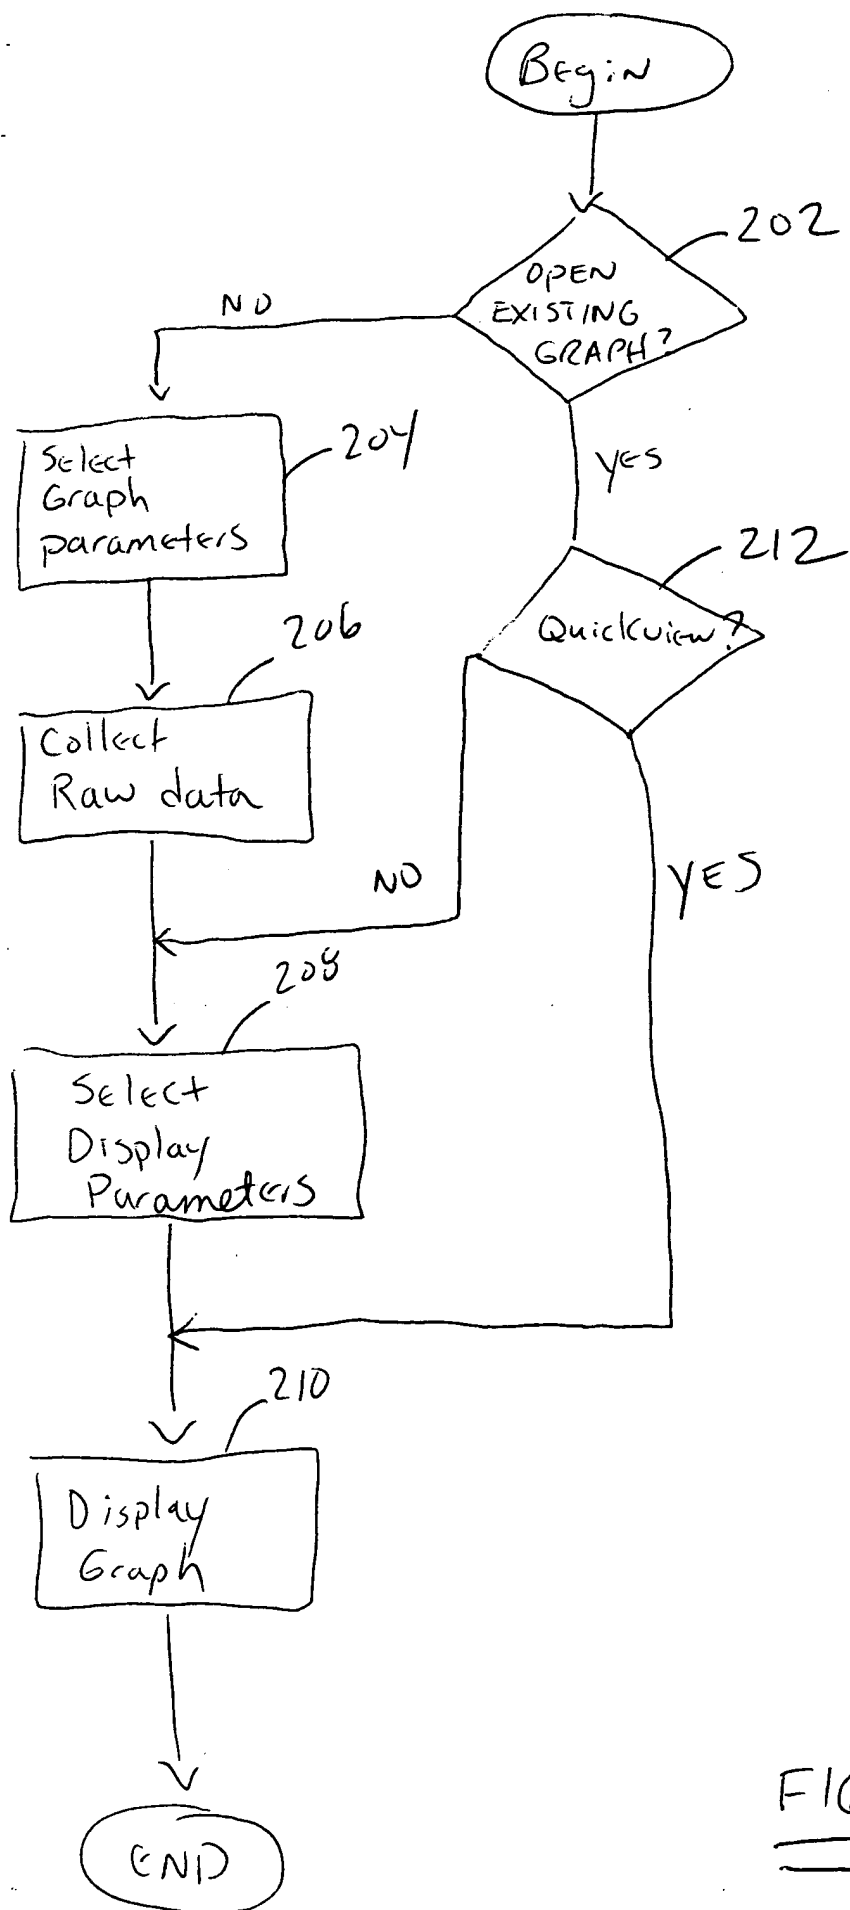 Begin
202
OPEN
EXISTING
GRAPH?
NO
204
Select
Graph
parameters
YES
212
Quickview?
206
Collect
Raw data
NO
YES
208
Select
Display
Parameters
210
Display
Graph
END